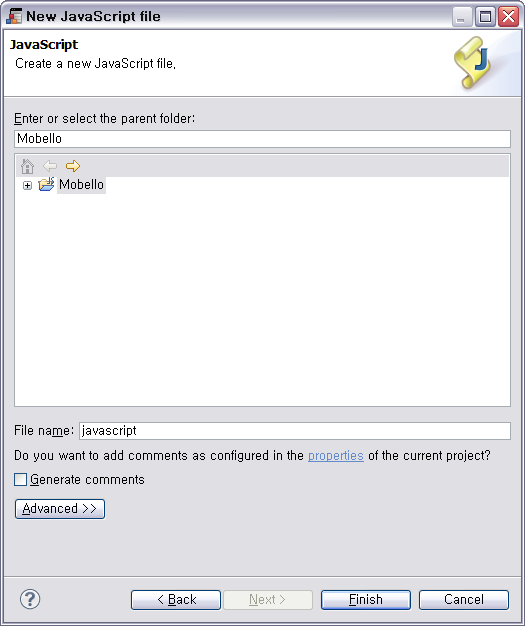 New JavaScript file
JavaScript
Create a new JavaScript file.
Enter or select the parent folder:
Mobello
Mobello
File name: javascript
Do you want to add comments as configured in the properties of the current project?
Generate comments
Advanced >>
? < Back Next > Finish Cancel